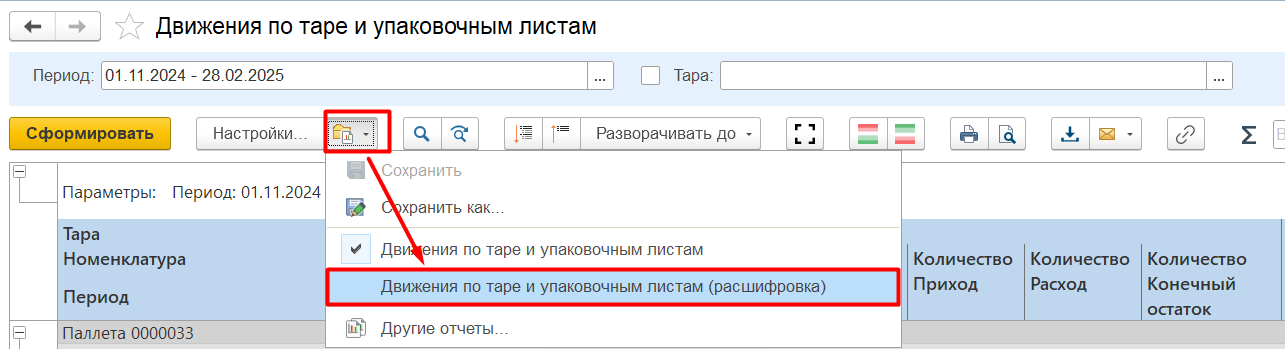 Движения по таре и упаковочным листам
Период: 01.11.2024 - 28.02.2025 ... Тара: ...
Сформировать Настройки... Разворачивать до Σ
Сохранить
Параметры: Период: 01.11.2024
Сохранить как...
Тара
Движения по таре и упаковочным листам
Номенклатура Количество Количество Количество
Приход Расход Конечный
Движения по таре и упаковочным листам (расшифровка)
Период остаток
Другие отчеты...
Паллета 0000033